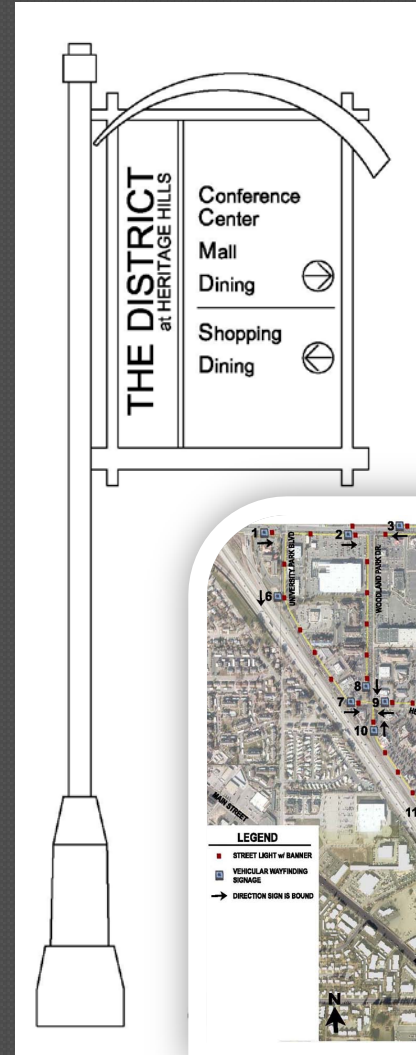 THE DISTRICT
at HERITAGE HILLS
Conference
Center
Mall
Dining
Shopping
Dining
1
2
3
UNIVERSITY PARK BLVD
WOODLAND PARK DR
6
7
8
9
10
11
MAIN STREET
LEGEND
STREET LIGHT w/ BANNER
VEHICULAR WAYFINDING
SIGNAGE
DIRECTION SIGN IS BOUND
N